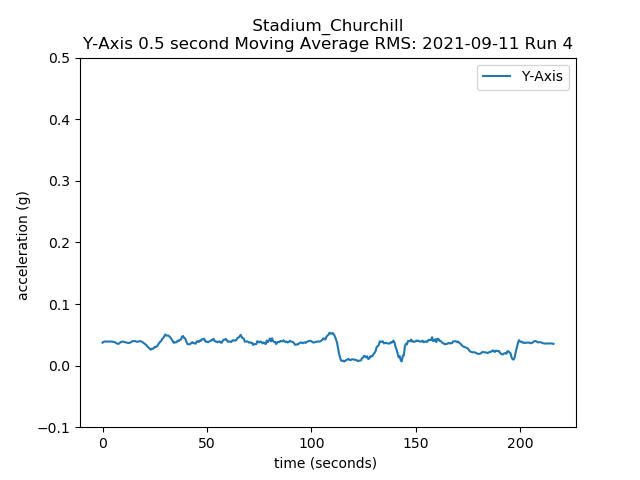 Stadium_Churchill
Y-Axis 0.5 second Moving Average RMS: 2021-09-11 Run 4
Y-Axis
acceleration (g)
0.5
0.4
0.3
0.2
0.1
0.0
−0.1
0 50 100 150 200
time (seconds)